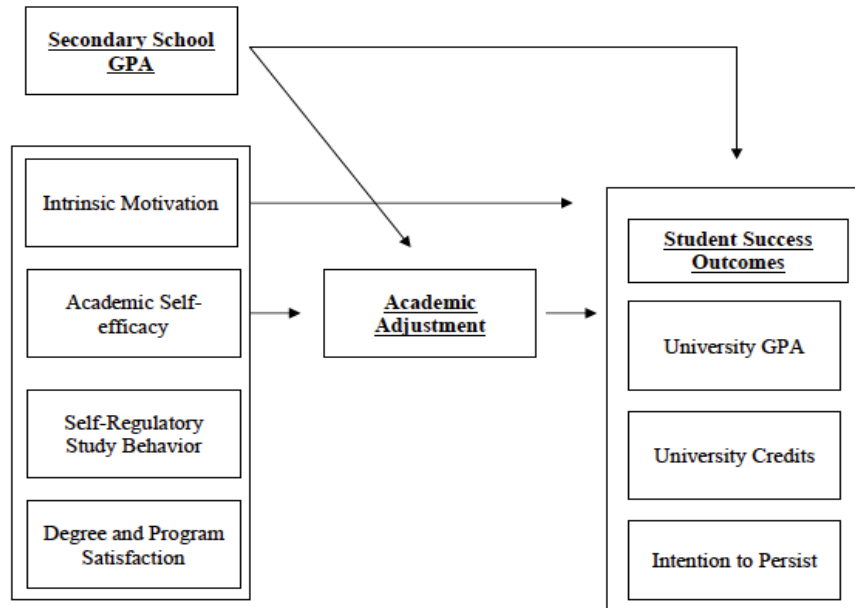 Secondary School
GPA
Intrinsic Motivation
Academic Self-
efficacy
Self-Regulatory
Study Behavior
Degree and Program
Satisfaction
Academic
Adjustment
Student Success
Outcomes
University GPA
University Credits
Intention to Persist